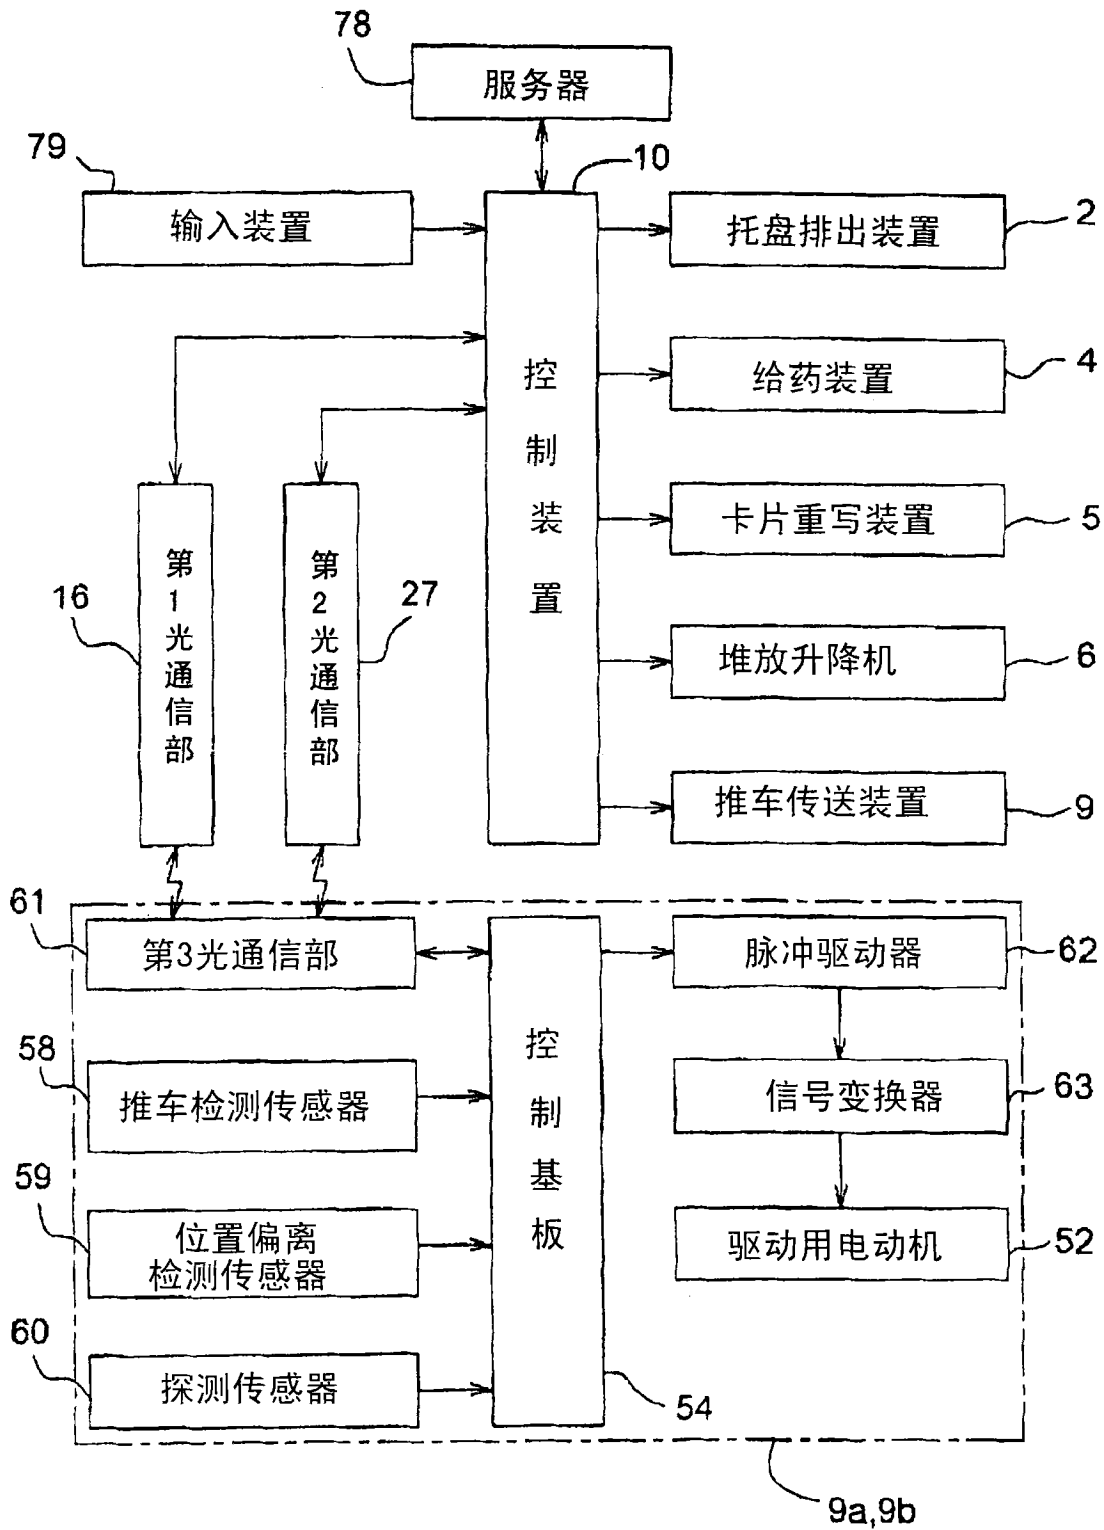 78
服务器
79
10
输入装置
托盘排出装置
2
控制装置
给药装置
4
卡片重写装置
5
16
第1光通信部
第2光通信部
27
堆放升降机
6
推车传送装置
9
61
第3光通信部
脉冲驱动器
62
控制基板
58
推车检测传感器
信号变换器
63
59
位置偏离
检测传感器
驱动用电动机
52
60
探测传感器
54
9a,9b